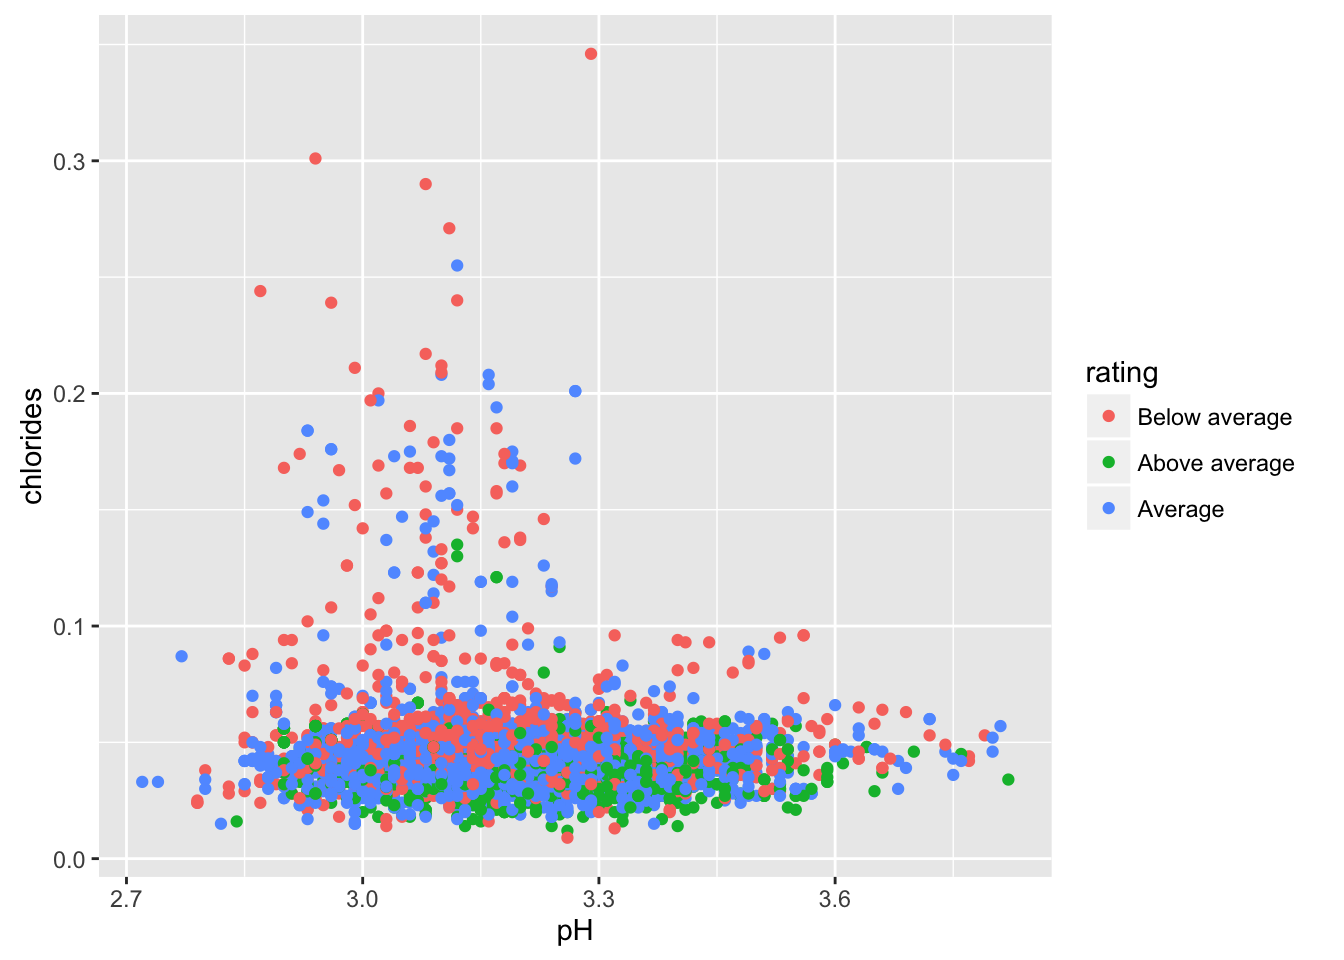 chlorides
0.3
0.2
0.1
0.0
2.7 3.0 3.3 3.6
pH
rating
Below average
Above average
Average